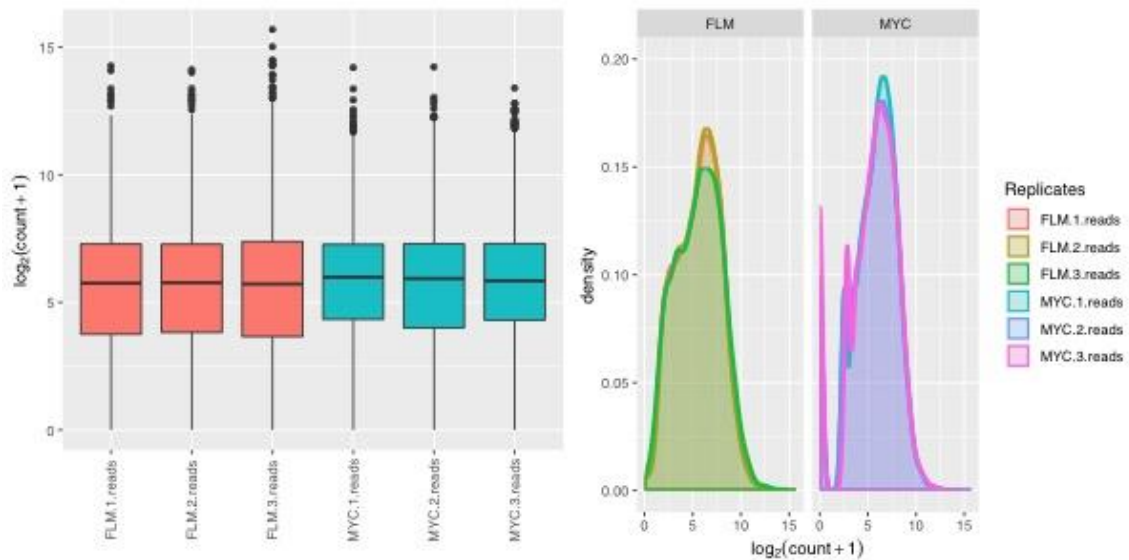 log₂(count + 1)
15
10
5
0
FLM.1.reads
FLM.2.reads
FLM.3.reads
MYC.1.reads
MYC.2.reads
MYC.3.reads
FLM
MYC
density
0.20
0.15
0.10
0.05
0.00
0 5 10 15
0 5 10 15
log₂(count + 1)
Replicates
FLM.1.reads
FLM.2.reads
FLM.3.reads
MYC.1.reads
MYC.2.reads
MYC.3.reads